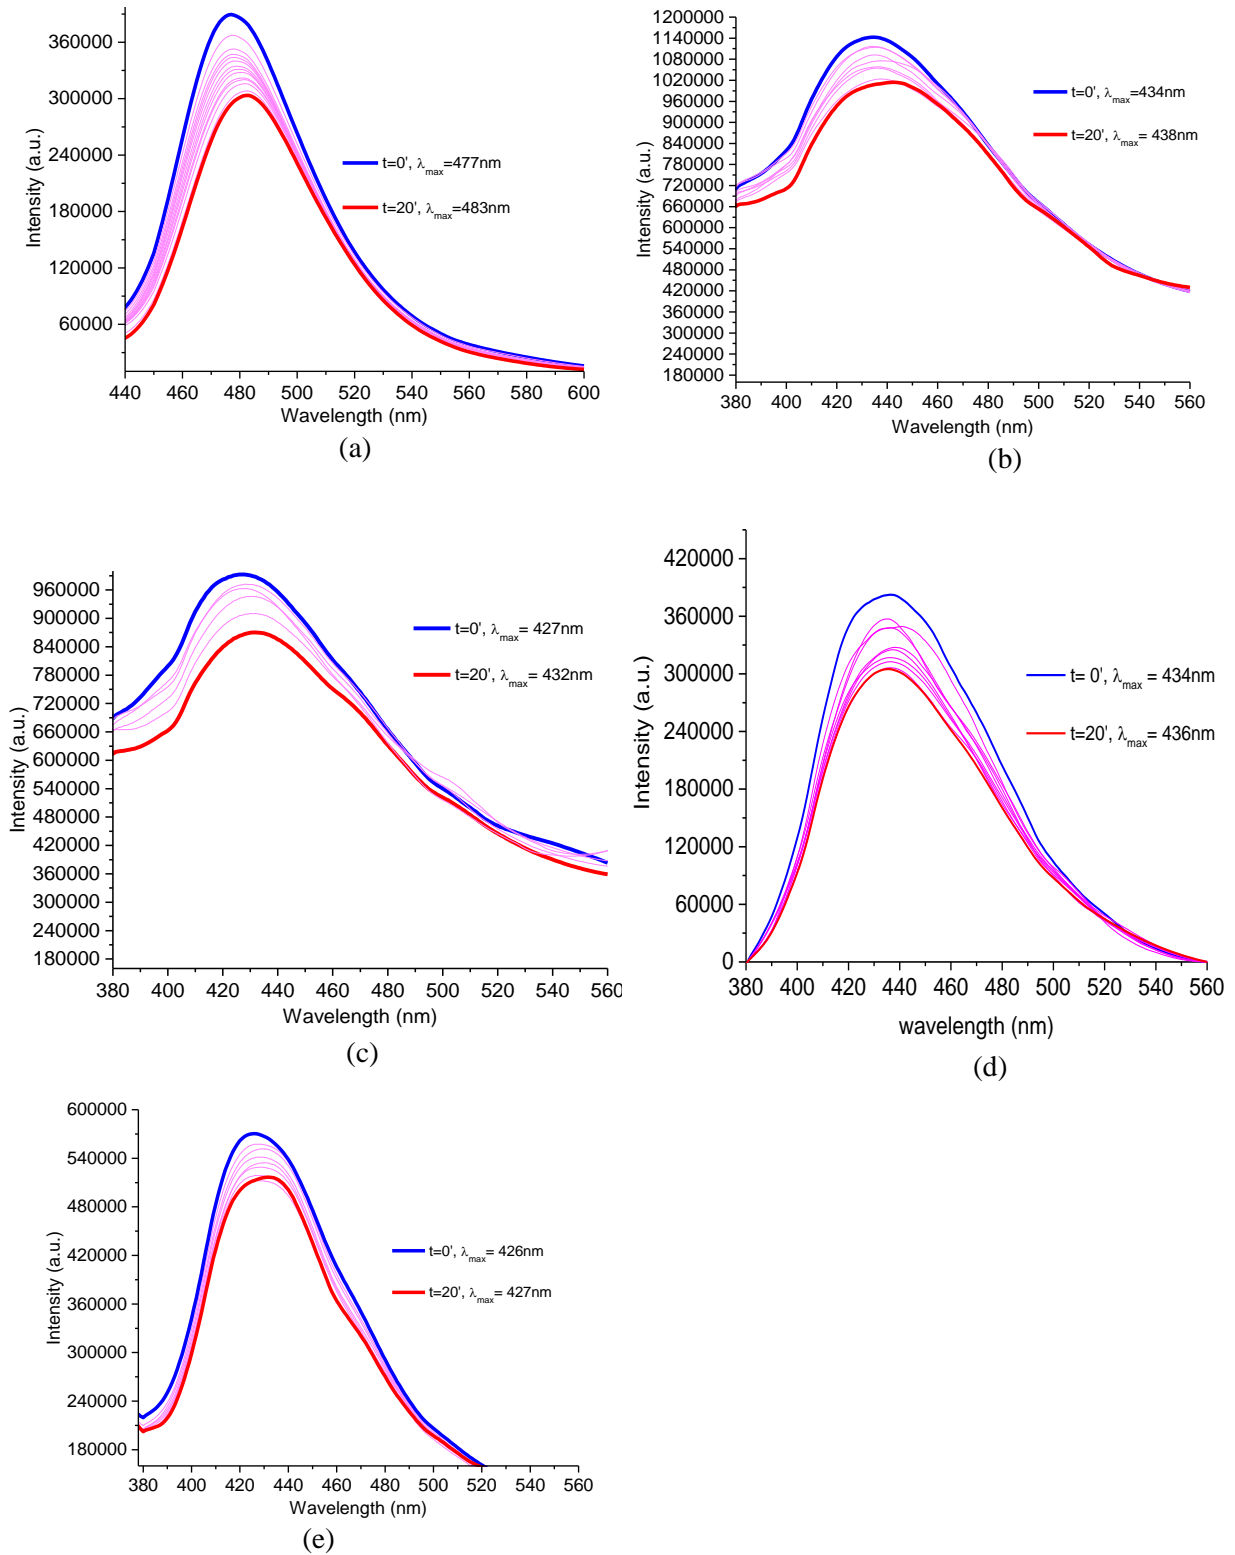 360000
300000
240000
180000
120000
60000
440 460 480 500 520 540 560 580 600
Intensity (a.u.)
Wavelength (nm)
t=0', λmax=477nm
t=20', λmax=483nm
(a)
1200000
1140000
1080000
1020000
960000
900000
840000
780000
720000
660000
600000
540000
480000
420000
360000
300000
240000
180000
380 400 420 440 460 480 500 520 540 560
Intensity (a.u.)
Wavelength (nm)
t=0', λmax=434nm
t=20', λmax= 438nm
(b)
960000
900000
840000
780000
720000
660000
600000
540000
480000
420000
360000
300000
240000
180000
380 400 420 440 460 480 500 520 540 560
Intensity (a.u.)
Wavelength (nm)
t=0', λmax= 427nm
t=20', λmax= 432nm
(c)
420000
360000
300000
240000
180000
120000
60000
0
380 400 420 440 460 480 500 520 540 560
Intensity (a.u.)
wavelength (nm)
t= 0', λmax= 434nm
t=20', λmax= 436nm
(d)
600000
540000
480000
420000
360000
300000
240000
180000
380 400 420 440 460 480 500 520 540 560
Intensity (a.u.)
Wavelength (nm)
t=0', λmax= 426nm
t=20', λmax= 427nm
(e)